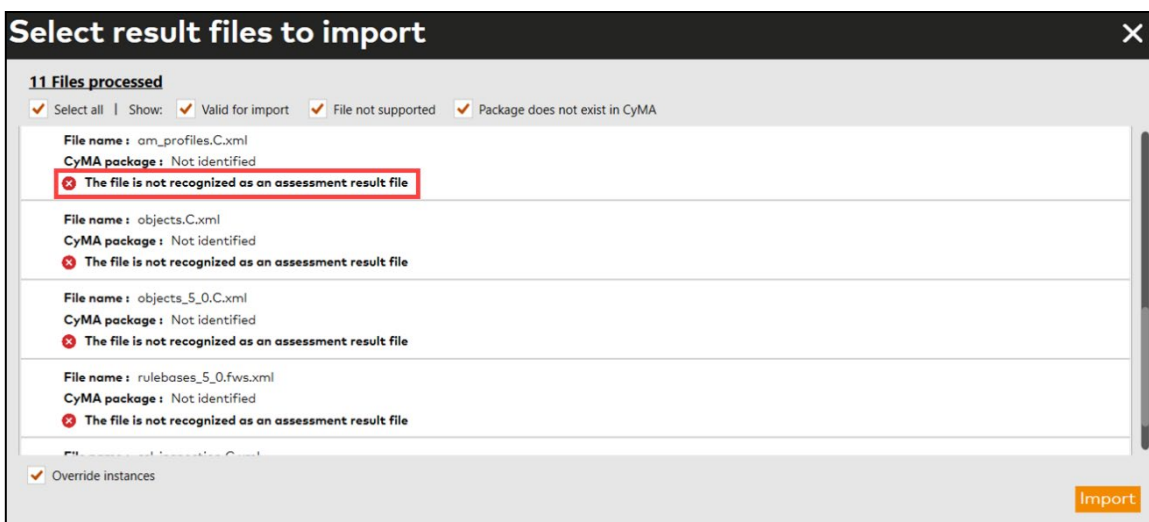 Select result files to import
11 Files processed
Select all | Show: Valid for import File not supported Package does not exist in CyMA
File name : am_profiles.C.xml
CyMA package : Not identified
The file is not recognized as an assessment result file
File name : objects.C.xml
CyMA package : Not identified
The file is not recognized as an assessment result file
File name : objects_5_0.C.xml
CyMA package : Not identified
The file is not recognized as an assessment result file
File name : rulebases_5_0.fws.xml
CyMA package : Not identified
The file is not recognized as an assessment result file
Override instances
Import